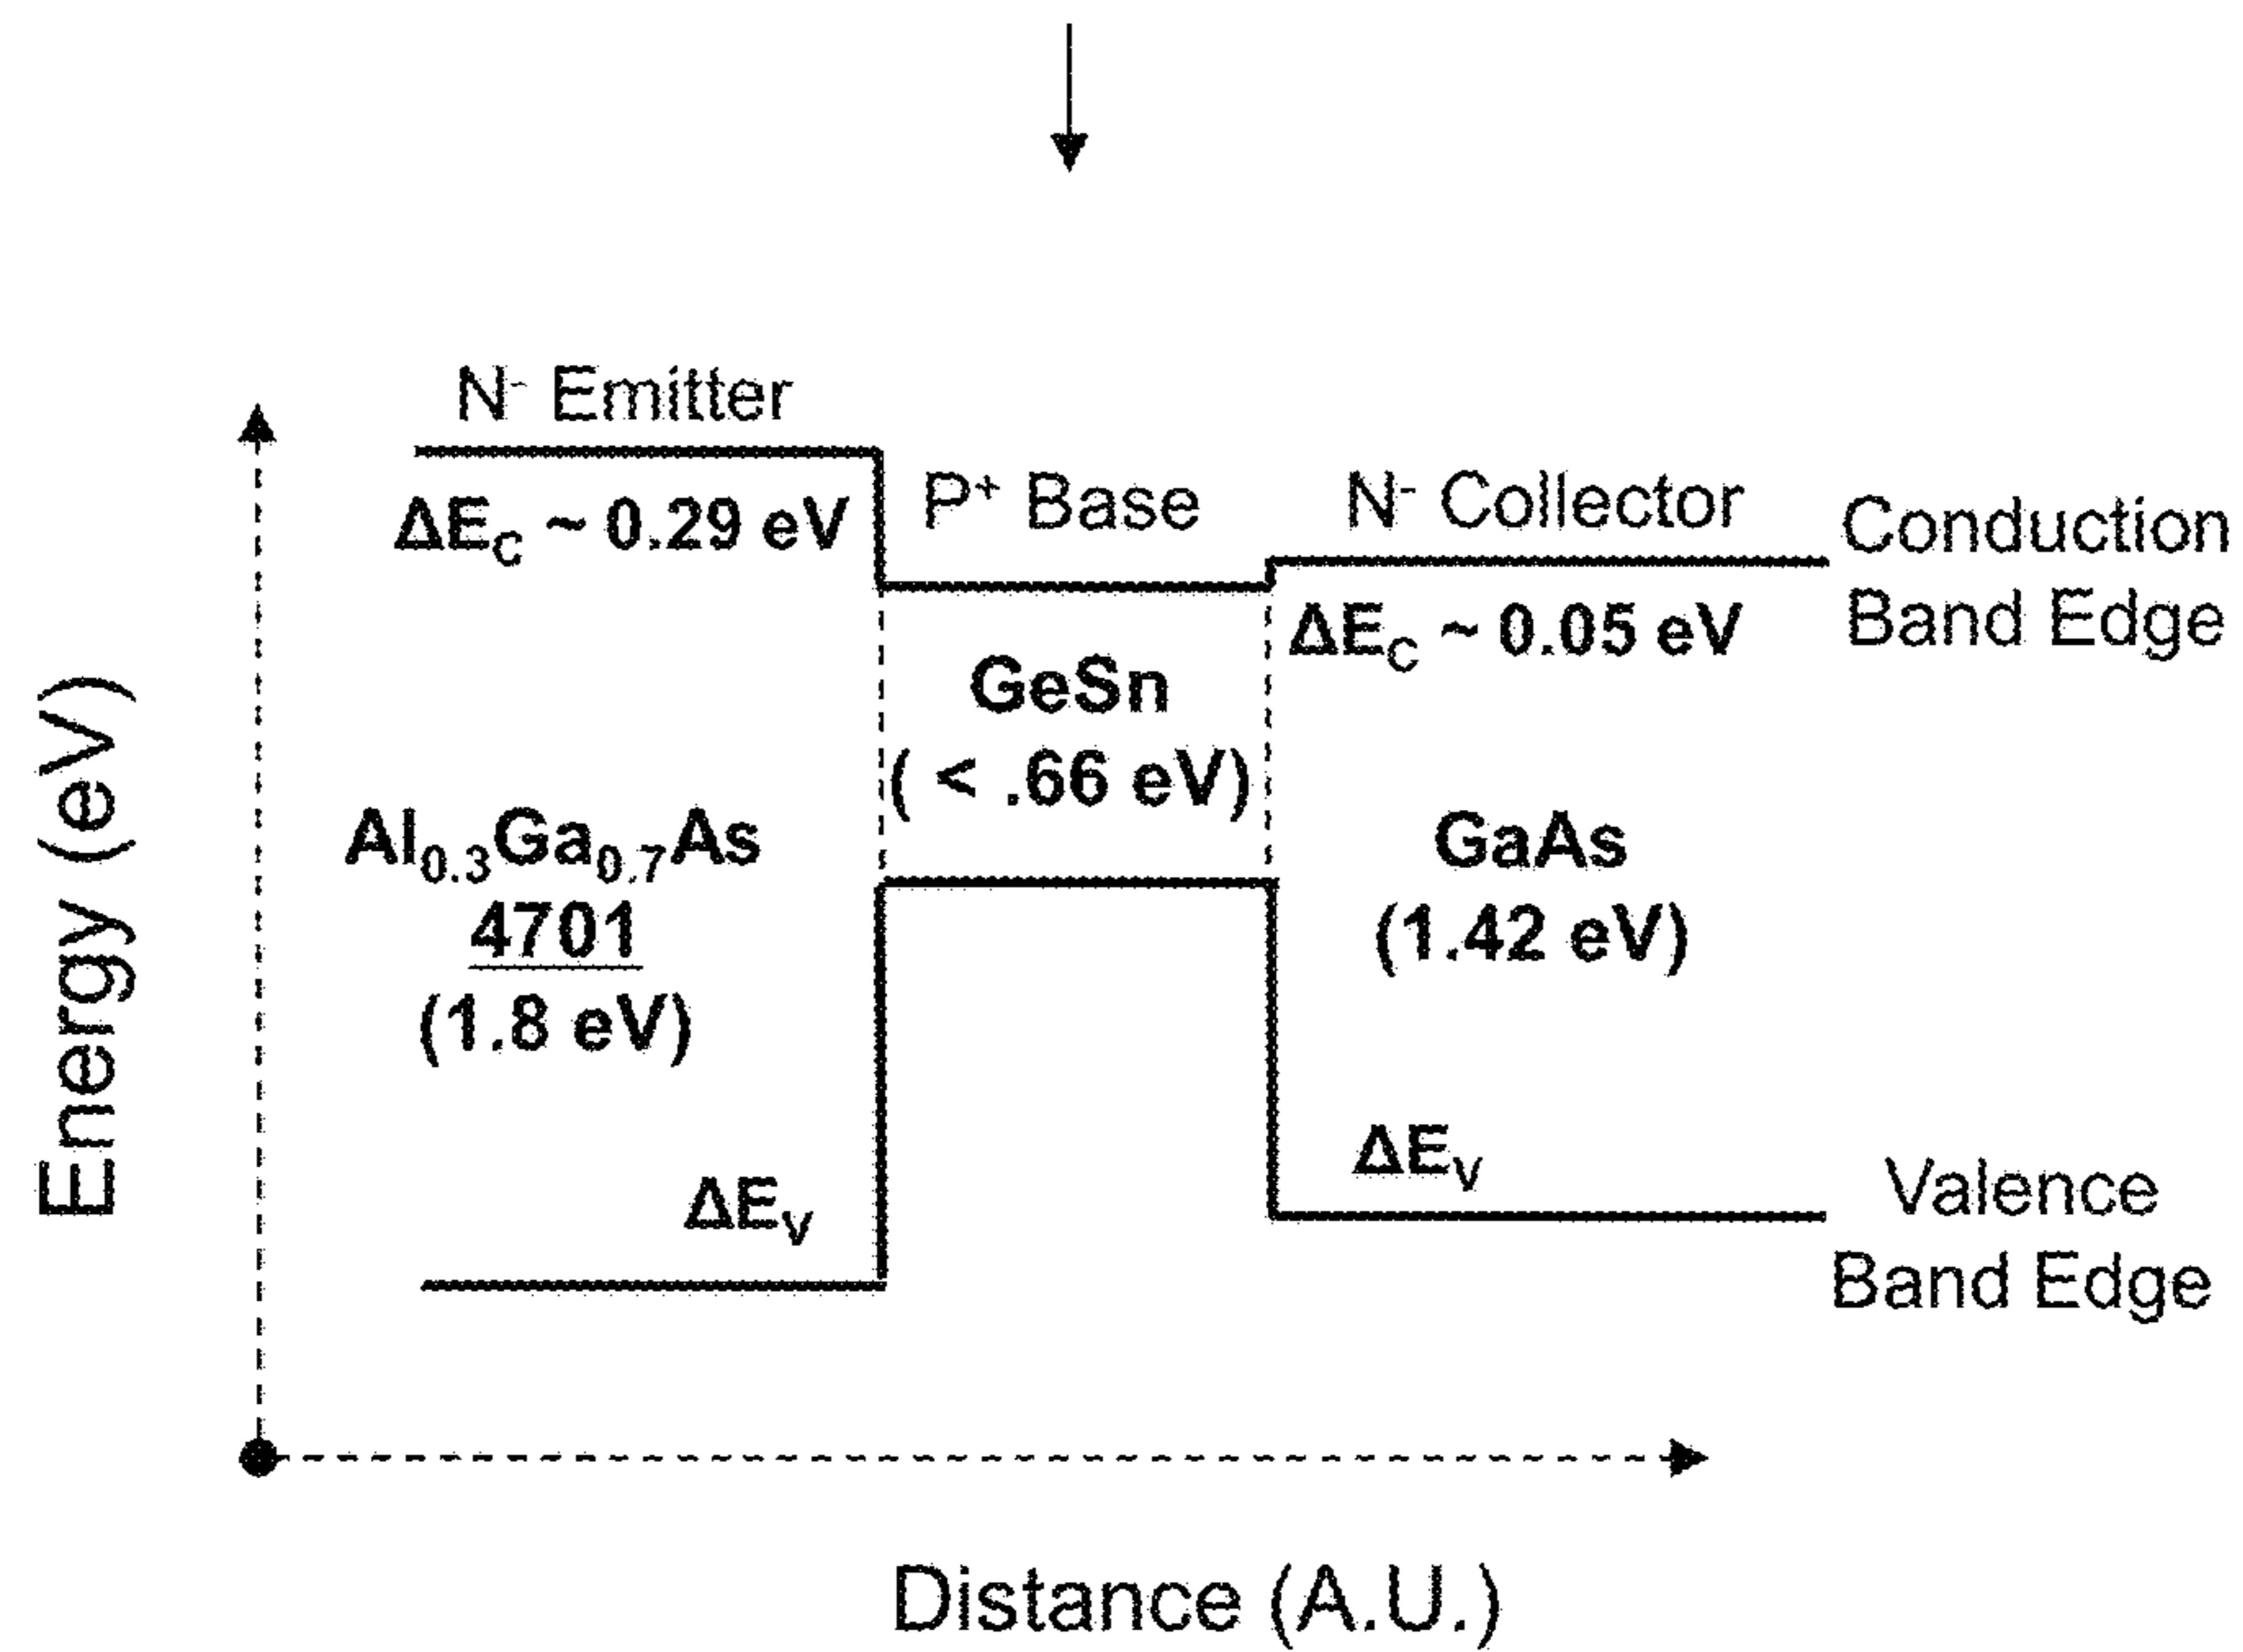 N⁻ Emitter
ΔE_C ~ 0.29 eV
P⁺ Base
N⁻ Collector
Conduction
Band Edge
ΔE_C ~ 0.05 eV
GeSn
( < .66 eV)
Al₀.₃Ga₀.₇As
4701
(1.8 eV)
GaAs
(1.42 eV)
ΔE_V
ΔE_V
Valence
Band Edge
Energy (eV)
Distance (A.U.)